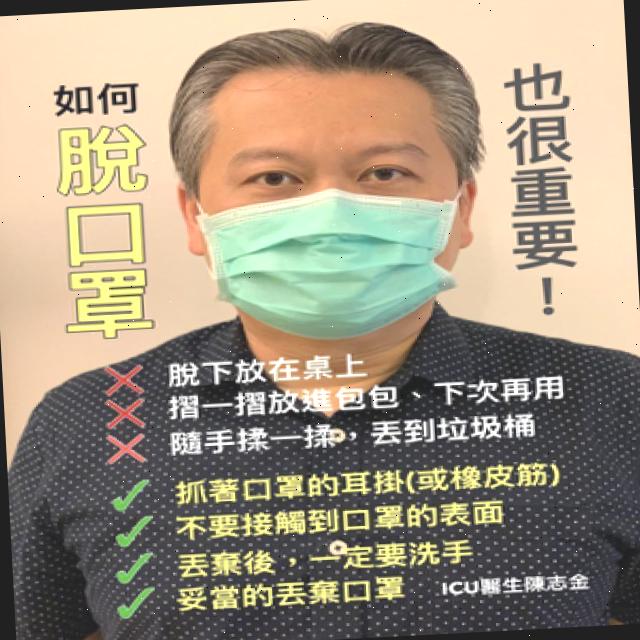 如何
脫口罩
也很重要！
脫下放在桌上
摺一摺放進包包、下次再用
隨手揉一揉，丟到垃圾桶
抓著口罩的耳掛(或橡皮筋)
不要接觸到口罩的表面
丟棄後，一定要洗手
妥當的丟棄口罩
ICU醫生陳志金